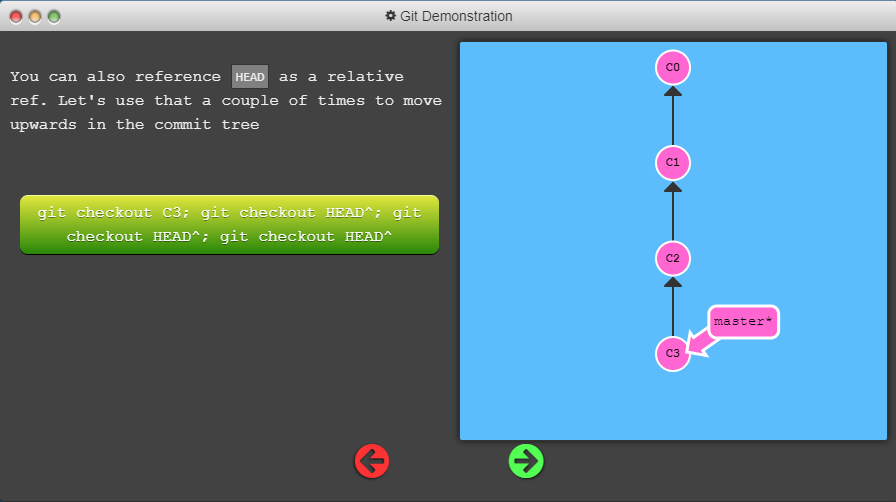 Git Demonstration
You can also reference HEAD as a relative
ref. Let's use that a couple of times to move
upwards in the commit tree
git checkout C3; git checkout HEAD^; git
checkout HEAD^; git checkout HEAD^
C0
C1
C2
master*
C3